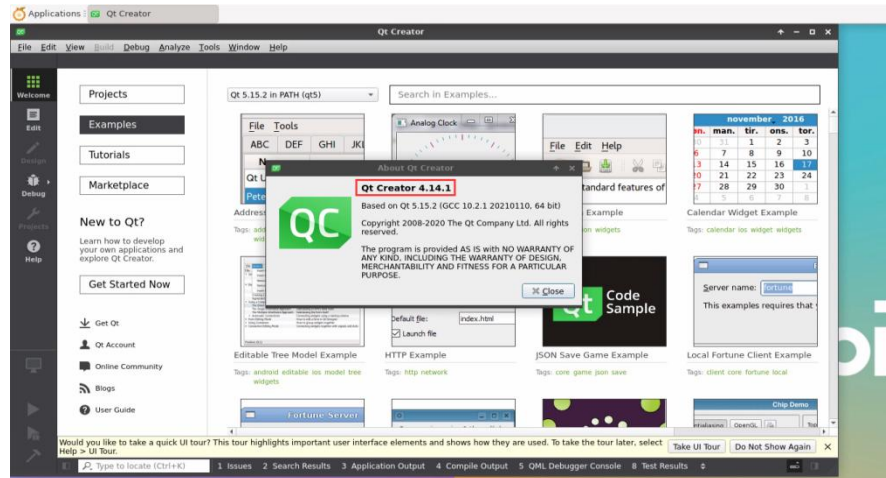 Applications
Qt Creator
Qt Creator
File Edit View Build Debug Analyze Tools Window Help
Welcome
Edit
Design
Debug
Projects
Help
Projects
Examples
Tutorials
Marketplace
New to Qt?
Learn how to develop
your own applications and
explore Qt Creator.
Get Started Now
Get Qt
Qt Account
Online Community
Blogs
User Guide
Qt 5.15.2 in PATH (qt5)
Search in Examples...
File Tools
ABC DEF GHI
Analog Clock
File Edit Help
november 2016
man. tir. ons. tor.
1 2 3
7 8 9 10
14 15 16 17
21 22 23 24
28 29 30 1
5 6 7 8
About Qt Creator
Qt Creator 4.14.1
Based on Qt 5.15.2 (GCC 10.2.1 20210110, 64 bit)
Copyright 2008-2020 The Qt Company Ltd. All rights
reserved.
The program is provided AS IS with NO WARRANTY OF
ANY KIND, INCLUDING THE WARRANTY OF DESIGN,
MERCHANTABILITY AND FITNESS FOR A PARTICULAR
PURPOSE.
Close
QC
Pete
tandard features of
Example
Calendar Widget Example
Tags: calendar ios widget widgets
Server name: fortune
This examples requires that
Qt Code
Sample
Default file: index.html
Launch file
Editable Tree Model Example
Tags: android editable ios model tree
widgets
HTTP Example
Tags: http network
JSON Save Game Example
Tags: core game json save
Local Fortune Client Example
Tags: client core fortune local
Fortune Server
Chip Demo
OpenGL
Would you like to take a quick UI tour? This tour highlights important user interface elements and shows how they are used. To take the tour later, select
Help > UI Tour.
Take UI Tour
Do Not Show Again
Type to locate (Ctrl+K)
1 Issues 2 Search Results 3 Application Output 4 Compile Output 5 QML Debugger Console 8 Test Results